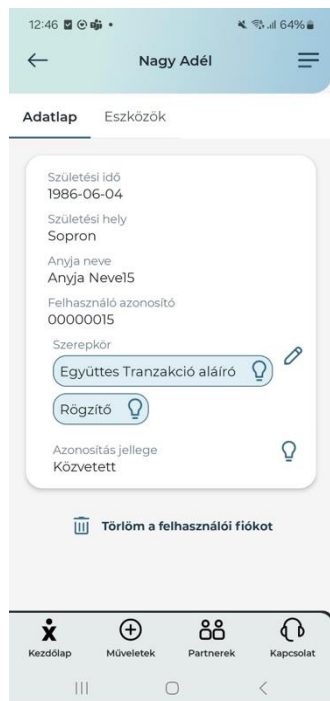 12:46 64%
Nagy Adél
Adatlap Eszközök
Születési idő
1986-06-04
Születési hely
Sopron
Anyja neve
Anyja Neve15
Felhasználó azonosító
00000015
Szerepkör
Együttes Tranzakció aláíró
Rögzítő
Azonosítás jellege
Közvetett
Törlöm a felhasználói fiókot
Kezdőlap Műveletek Partnerek Kapcsolat